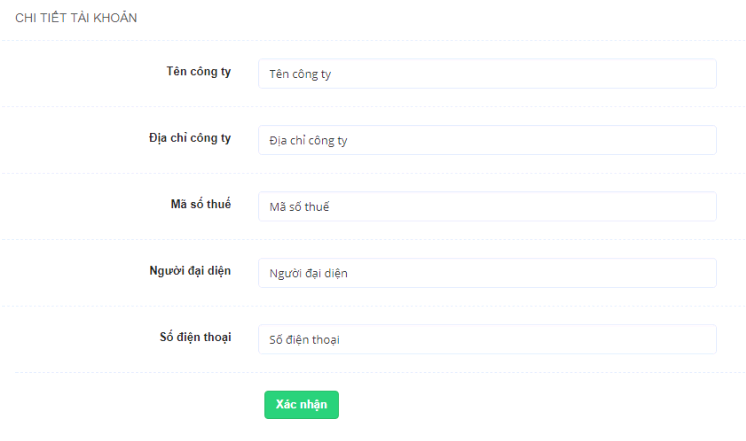 CHI TIẾT TÀI KHOẢN
Tên công ty Tên công ty
Địa chỉ công ty Địa chỉ công ty
Mã số thuế Mã số thuế
Người đại diện Người đại diện
Số điện thoại Số điện thoại
Xác nhận